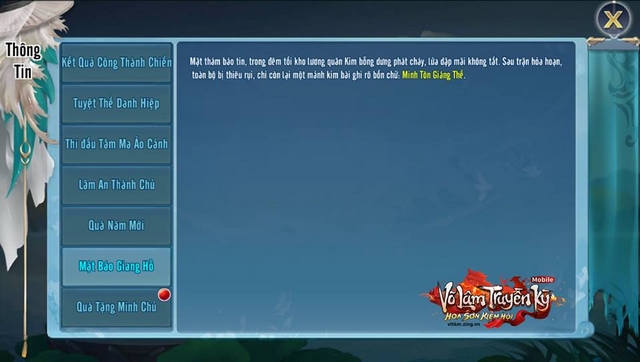 Thông
Tin
Kết Quả Công Thành Chiến
Tuyệt Thế Danh Hiệp
Thi đấu Tâm Ma Ảo Cảnh
Lâm An Thành Chủ
Quà Năm Mới
Mật Báo Giang Hồ
Quà Tặng Minh Chủ
Mật thám báo tin, trong đêm tối kho lương quân Kim bỗng dưng phát cháy, lửa dập mãi không tắt. Sau trận hỏa hoạn,
toàn bộ bị thiêu rụi, chỉ còn lại một mảnh kim bài ghi rõ bốn chữ: Minh Tôn Giáng Thế.
Mobile
Võ Lâm Truyền Kỳ
HOA SƠN KIẾM HỘI
vltkm.zing.vn
X